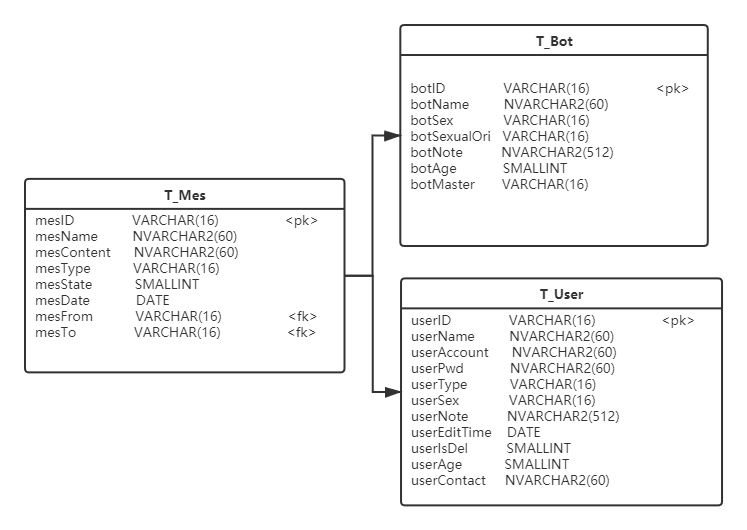 T_Bot
botID VARCHAR(16) <pk>
botName NVARCHAR2(60)
botSex VARCHAR(16)
botSexualOri VARCHAR(16)
botNote NVARCHAR2(512)
botAge SMALLINT
botMaster VARCHAR(16)
T_Mes
mesID VARCHAR(16) <pk>
mesName NVARCHAR2(60)
mesContent NVARCHAR2(60)
mesType VARCHAR(16)
mesState SMALLINT
mesDate DATE
mesFrom VARCHAR(16) <fk>
mesTo VARCHAR(16) <fk>
T_User
userID VARCHAR(16) <pk>
userName NVARCHAR2(60)
userAccount NVARCHAR2(60)
userPwd NVARCHAR2(60)
userType VARCHAR(16)
userSex VARCHAR(16)
userNote NVARCHAR2(512)
userEditTime DATE
userIsDel SMALLINT
userAge SMALLINT
userContact NVARCHAR2(60)